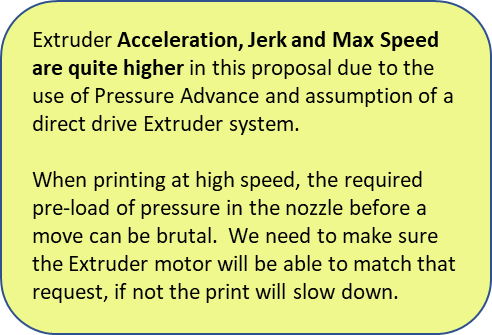 Extruder Acceleration, Jerk and Max Speed
are quite higher in this proposal due to the
use of Pressure Advance and assumption of a
direct drive Extruder system.
When printing at high speed, the required
pre-load of pressure in the nozzle before a
move can be brutal.  We need to make sure
the Extruder motor will be able to match that
request, if not the print will slow down.